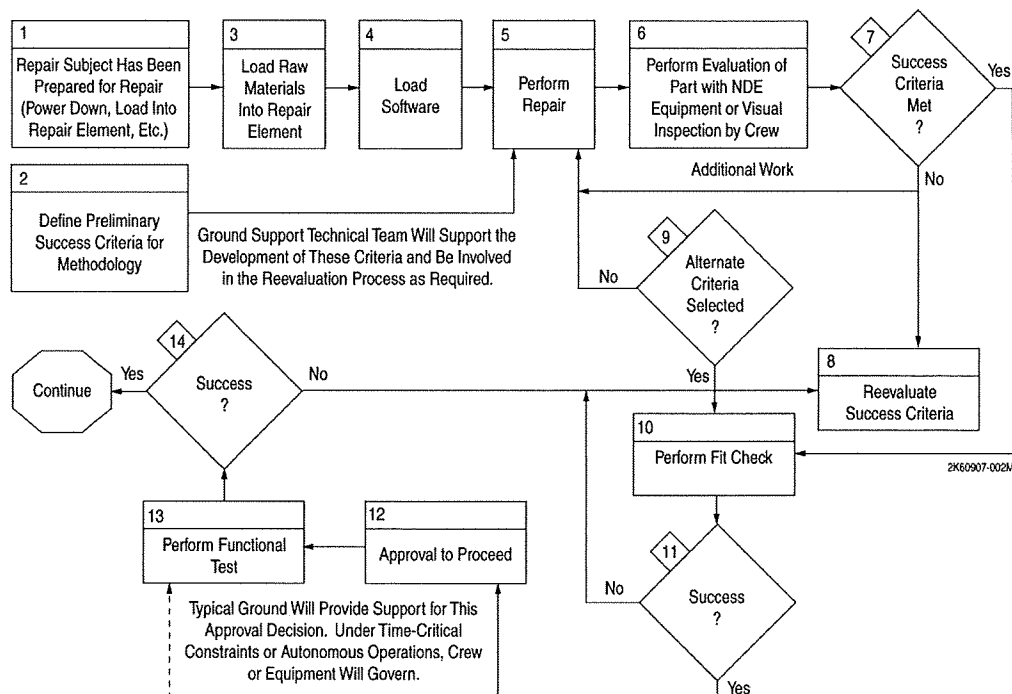 1
Repair Subject Has Been
Prepared for Repair
(Power Down, Load Into
Repair Element, Etc.)
3
Load Raw
Materials
Into Repair
Element
4
Load
Software
5
Perform
Repair
6
Perform Evaluation of
Part with NDE
Equipment or Visual
Inspection by Crew
7
Success
Criteria
Met
?
Yes
No
Additional Work
2
Define Preliminary
Success Criteria for
Methodology
Ground Support Technical Team Will Support the
Development of These Criteria and Be Involved
in the Reevaluation Process as Required.
9
Alternate
Criteria
Selected
?
No
Yes
8
Reevaluate
Success Criteria
14
Success
?
Yes
No
Continue
10
Perform Fit Check
2K60907-002M
13
Perform Functional
Test
12
Approval to Proceed
11
Success
?
No
Yes
Typical Ground Will Provide Support for This
Approval Decision. Under Time-Critical
Constraints or Autonomous Operations, Crew
or Equipment Will Govern.